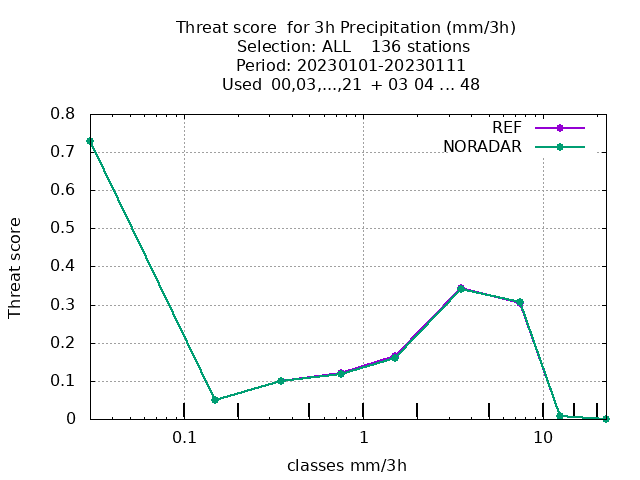 Threat score  for 3h Precipitation (mm/3h)
Selection: ALL    136 stations
Period: 20230101-20230111
Used  00,03,...,21  + 03 04 ... 48
REF
NORADAR
0.8
0.7
0.6
0.5
0.4
0.3
0.2
0.1
0
Threat score
0.1
1
10
classes mm/3h